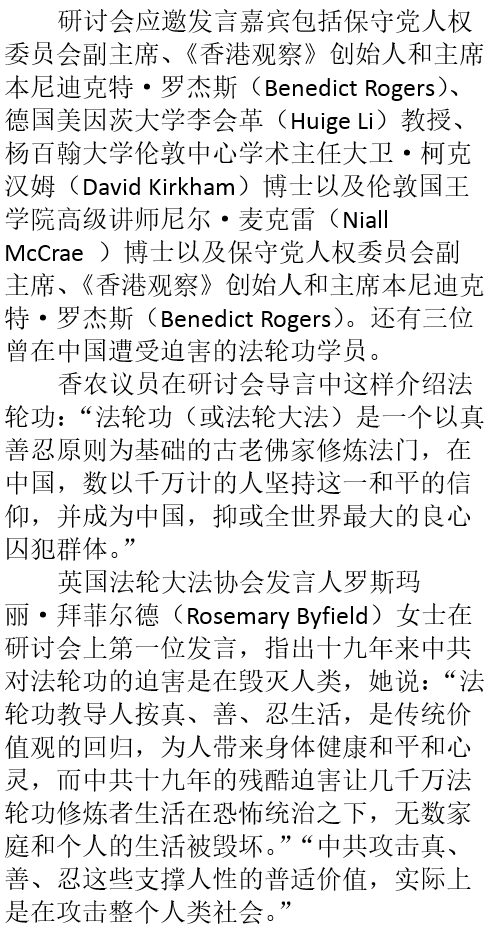 研讨会应邀发言嘉宾包括保守党人权
委员会副主席、《香港观察》创始人和主席
本尼迪克特·罗杰斯（Benedict Rogers）、
德国美因茨大学李会革（Huige Li）教授、
杨百翰大学伦敦中心学术主任大卫·柯克
汉姆（David Kirkham）博士以及伦敦国王
学院高级讲师尼尔·麦克雷（Niall
McCrae ）博士以及保守党人权委员会副
主席、《香港观察》创始人和主席本尼迪克
特·罗杰斯（Benedict Rogers）。还有三位
曾在中国遭受迫害的法轮功学员。
香农议员在研讨会导言中这样介绍法
轮功：“法轮功（或法轮大法）是一个以真
善忍原则为基础的古老佛家修炼法门，在
中国，数以千万计的人坚持这一和平的信
仰，并成为中国，抑或全世界最大的良心
囚犯群体。”
英国法轮大法协会发言人罗斯玛
丽·拜菲尔德（Rosemary Byfield）女士在
研讨会上第一位发言，指出十九年来中共
对法轮功的迫害是在毁灭人类，她说：“法
轮功教导人按真、善、忍生活，是传统价
值观的回归，为人带来身体健康和平和心
灵，而中共十九年的残酷迫害让几千万法
轮功修炼者生活在恐怖统治之下，无数家
庭和个人的生活被毁坏。”“中共攻击真、
善、忍这些支撑人性的普适价值，实际上
是在攻击整个人类社会。”